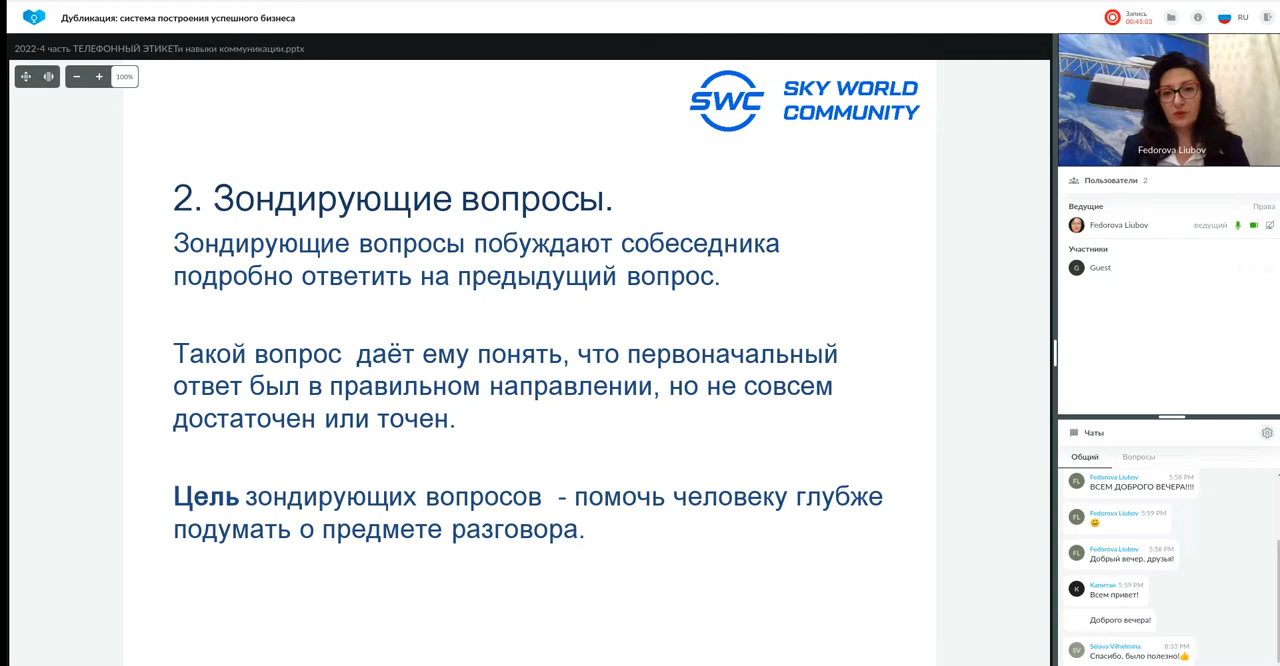 Дубликация: система построения успешного бизнеса
Запись
00:45:03
RU
2022-4 часть ТЕЛЕФОННЫЙ ЭТИКЕТи навыки коммуникации.pptx
100%
SWC SKY WORLD
COMMUNITY
2. Зондирующие вопросы.
Зондирующие вопросы побуждают собеседника
подробно ответить на предыдущий вопрос.
Такой вопрос даёт ему понять, что первоначальный
ответ был в правильном направлении, но не совсем
достаточен или точен.
Цель зондирующих вопросов - помочь человеку глубже
подумать о предмете разговора.
Fedorova Liubov
Пользователи 2
Ведущие Права
Fedorova Liubov ведущий
Участники
G Guest
Чаты
Общий Вопросы
FL Fedorova Liubov 5:58 PM
ВСЕМ ДОБРОГО ВЕЧЕРА!!!!
FL Fedorova Liubov 5:59 PM
😊
FL Fedorova Liubov 5:58 PM
Добрый вечер, друзья!
К Капитан 5:59 PM
Всем привет!
Доброго вечера!
SV Selava Vilhelmina 8:33 PM
Спасибо, было полезно!👍